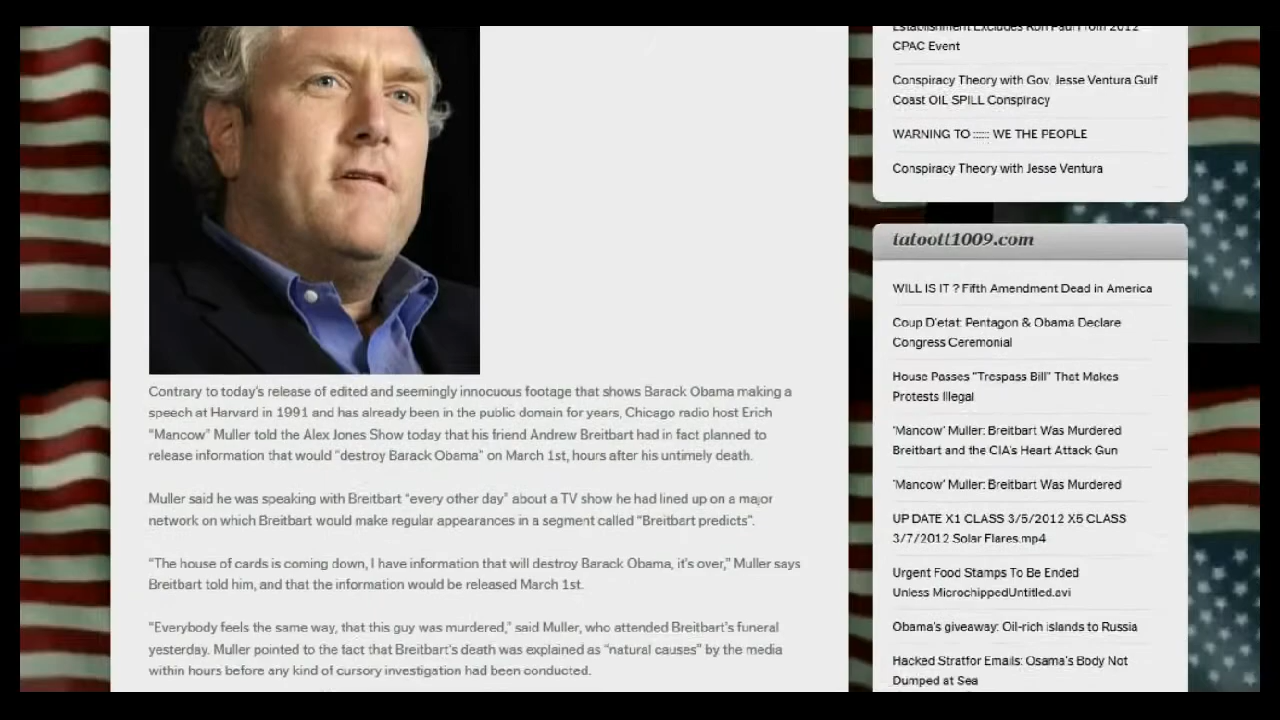 Contrary to today's release of edited and seemingly innocuous footage that shows Barack Obama making a
speech at Harvard in 1991 and has already been in the public domain for years, Chicago radio host Erich
"Mancow" Muller told the Alex Jones Show today that his friend Andrew Breitbart had in fact planned to
release information that would "destroy Barack Obama" on March 1st, hours after his untimely death.
Muller said he was speaking with Breitbart "every other day" about a TV show he had lined up on a major
network on which Breitbart would make regular appearances in a segment called "Breitbart predicts".
"The house of cards is coming down, I have information that will destroy Barack Obama, it's over," Muller says
Breitbart told him, and that the information would be released March 1st.
"Everybody feels the same way, that this guy was murdered," said Muller, who attended Breitbart's funeral
yesterday. Muller pointed to the fact that Breitbart's death was explained as "natural causes" by the media
within hours before any kind of cursory investigation had been conducted.
Establishment Excludes Ron Paul From 2012
CPAC Event
Conspiracy Theory with Gov. Jesse Ventura Gulf
Coast OIL SPILL Conspiracy
WARNING TO :::::: WE THE PEOPLE
Conspiracy Theory with Jesse Ventura
tatoott1009.com
WILL IS IT ? Fifth Amendment Dead in America
Coup D'etat: Pentagon & Obama Declare
Congress Ceremonial
House Passes "Trespass Bill" That Makes
Protests Illegal
'Mancow' Muller: Breitbart Was Murdered
Breitbart and the CIA's Heart Attack Gun
'Mancow' Muller: Breitbart Was Murdered
UP DATE X1 CLASS 3/5/2012 X5 CLASS
3/7/2012 Solar Flares.mp4
Urgent Food Stamps To Be Ended
Unless MicrochippedUntitled.avi
Obama's giveaway: Oil-rich islands to Russia
Hacked Stratfor Emails: Osama's Body Not
Dumped at Sea